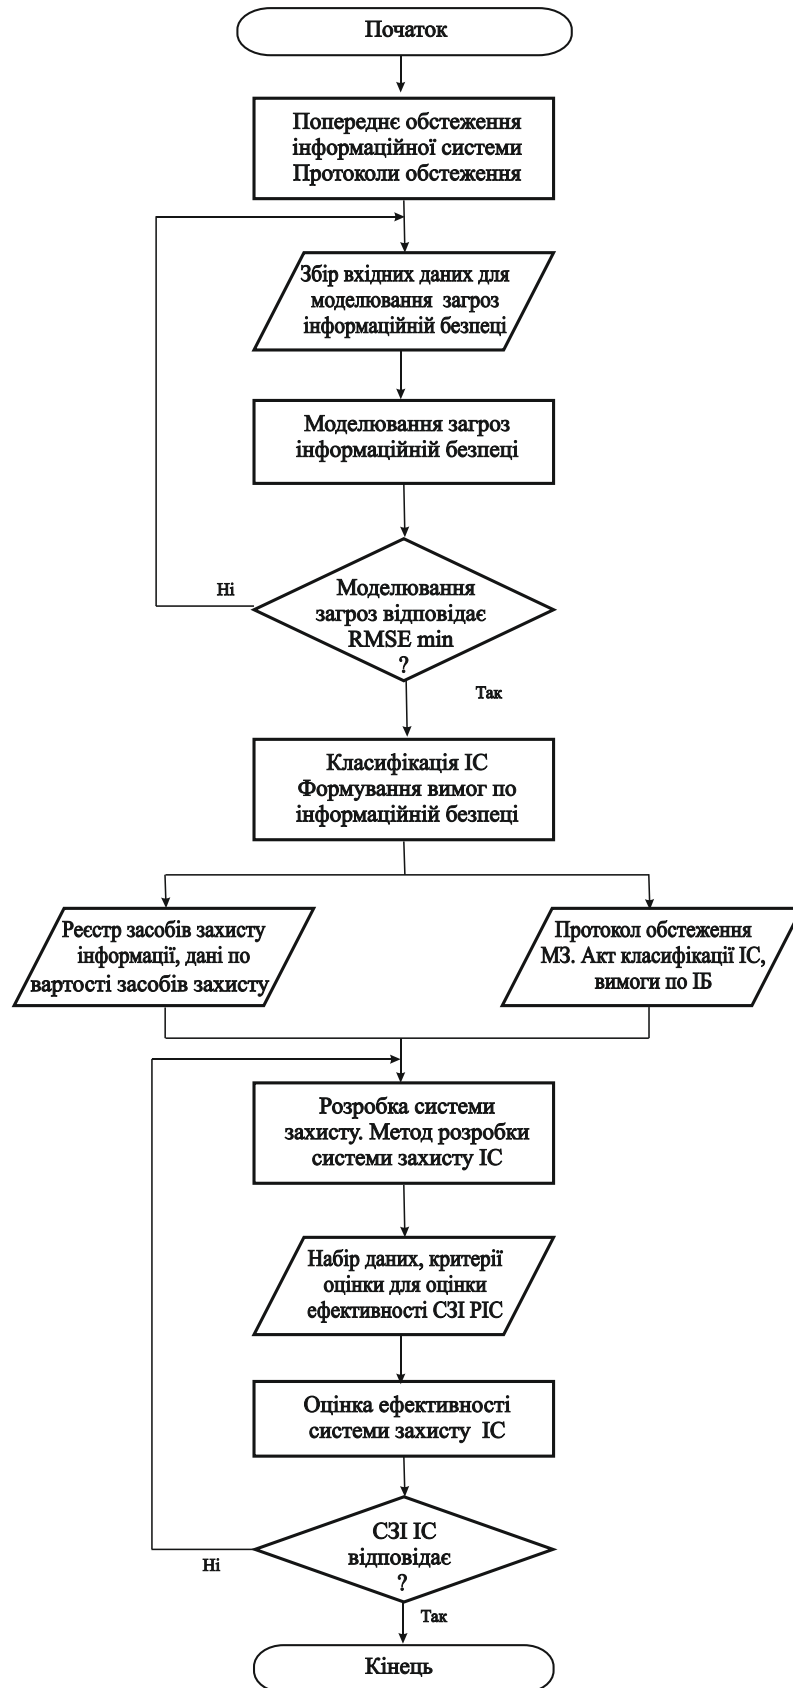 Початок
Попереднє обстеження
інформаційної системи
Протоколи обстеження
Збір вхідних даних для
моделювання загроз
інформаційній безпеці
Моделювання загроз
інформаційній безпеці
Ні
Моделювання
загроз відповідає
RMSE min
?
Так
Класифікація ІС
Формування вимог по
інформаційній безпеці
Реєстр засобів захисту
інформації, дані по
вартості засобів захисту
Протокол обстеження
МЗ. Акт класифікації ІС,
вимоги по ІБ
Розробка системи
захисту. Метод розробки
системи захисту ІС
Набір даних, критерії
оцінки для оцінки
ефективності СЗІ РІС
Оцінка ефективності
системи захисту ІС
СЗІ ІС
відповідає
?
Ні
Так
Кінець